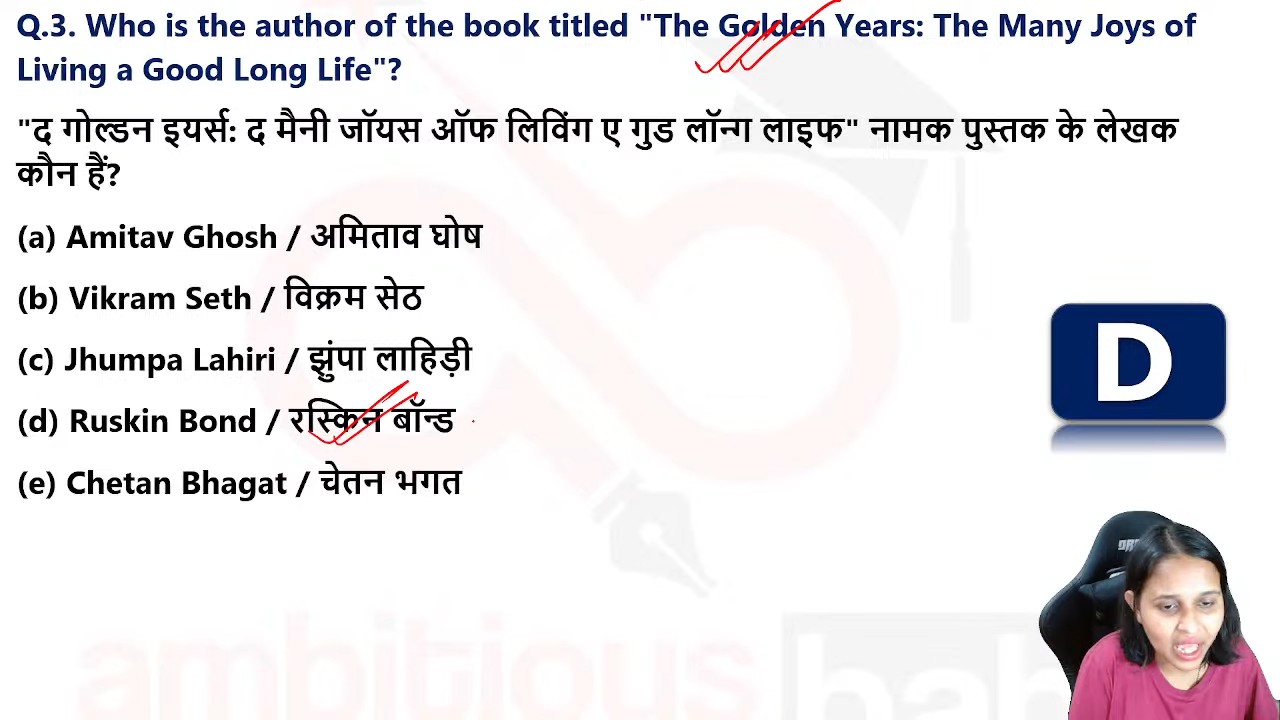 Q.3. Who is the author of the book titled "The Golden Years: The Many Joys of
Living a Good Long Life"?
"द गोल्डन इयर्स: द मैनी जॉयस ऑफ लिविंग ए गुड लॉन्ग लाइफ" नामक पुस्तक के लेखक
कौन हैं?
(a) Amitav Ghosh / अमिताव घोष
(b) Vikram Seth / विक्रम सेठ
(c) Jhumpa Lahiri / झुंपा लाहिड़ी
(d) Ruskin Bond / रस्किन बॉन्ड
(e) Chetan Bhagat / चेतन भगत
D
ambitious